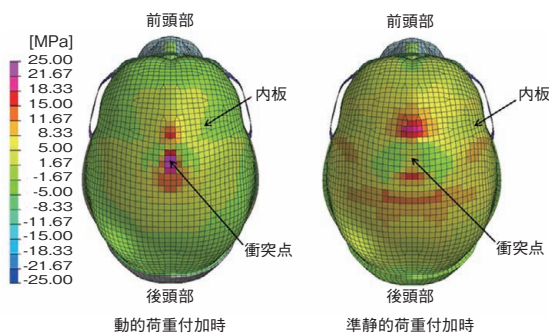 前頭部
前頭部
[MPa]
25.00
21.67
18.33
15.00
11.67
8.33
5.00
1.67
-1.67
-5.00
-8.33
-11.67
-15.00
-18.33
-21.67
-25.00
内板
内板
衝突点
衝突点
後頭部
後頭部
動的荷重付加時
準静的荷重付加時